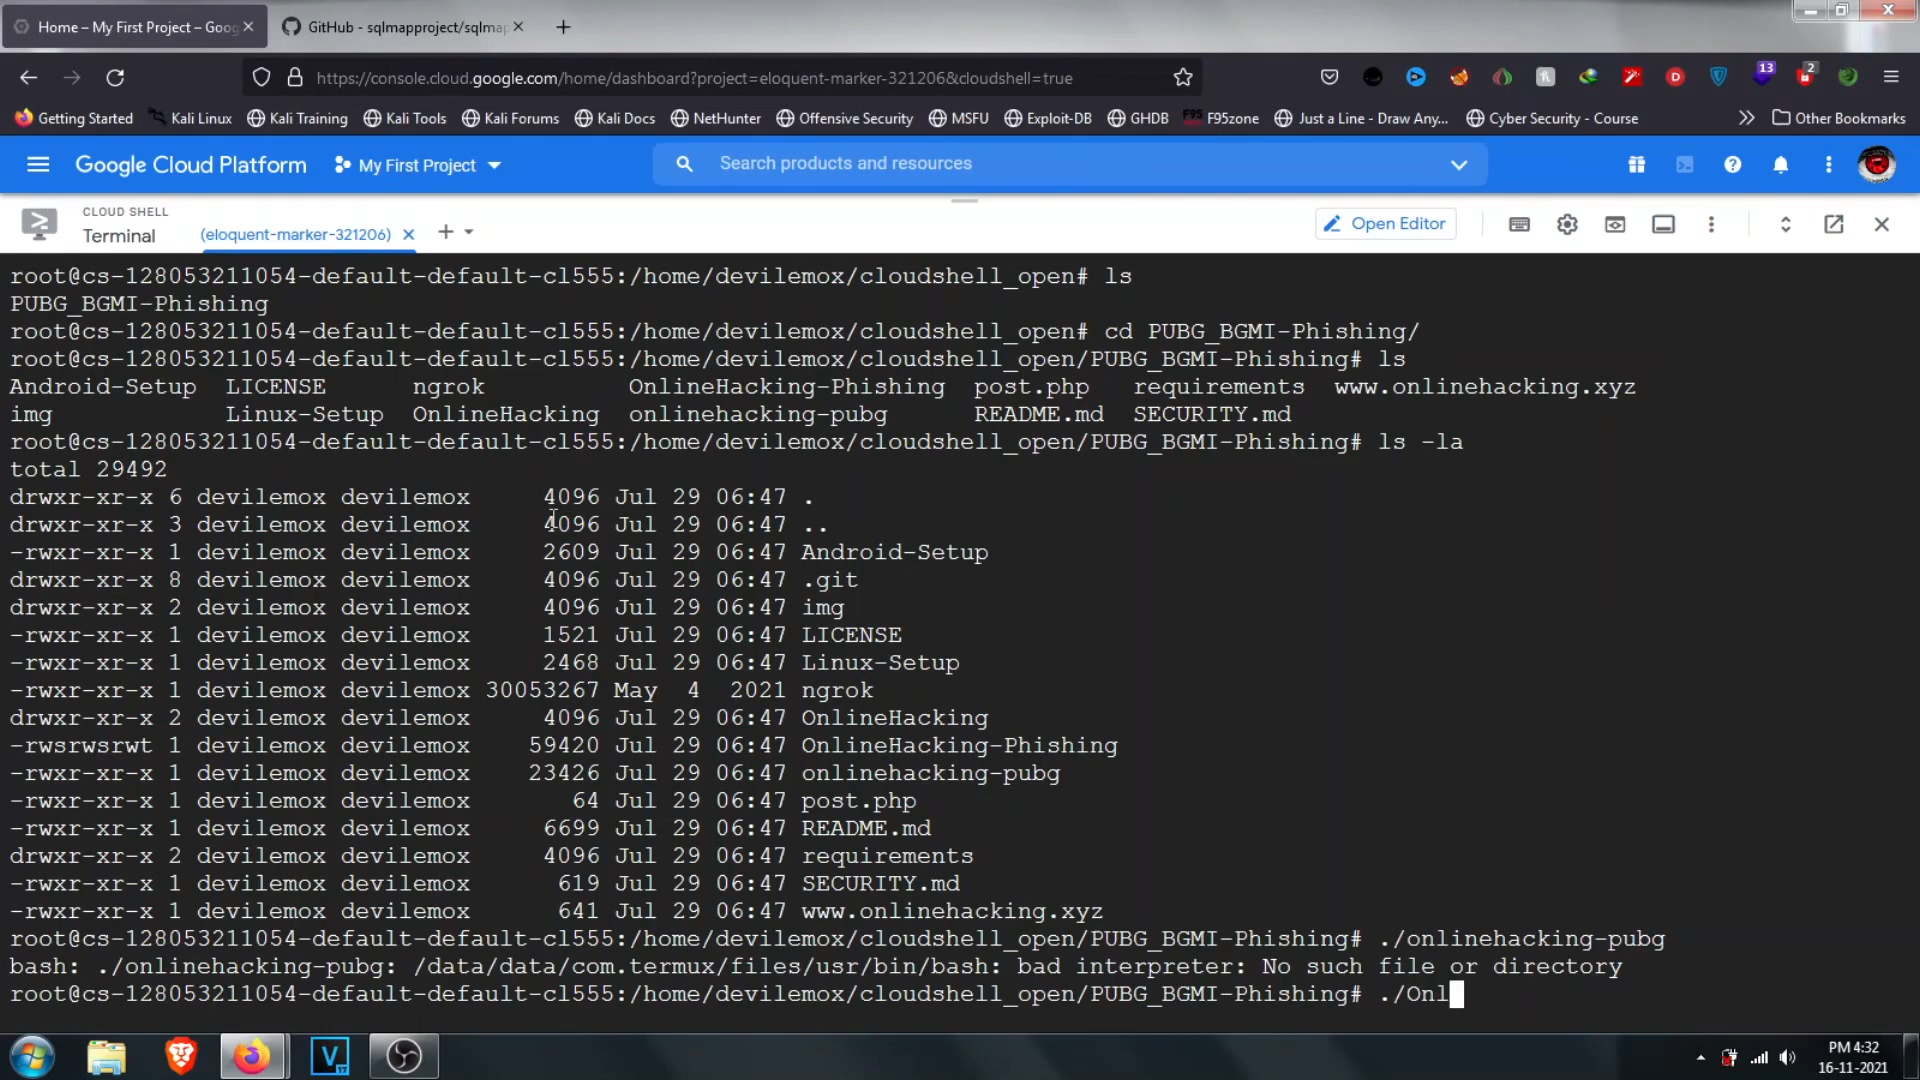 Home – My First Project – Goog
GitHub - sqlmapproject/sqlmap
https://console.cloud.google.com/home/dashboard?project=eloquent-marker-321206&cloudshell=true
13
2
Getting Started
Kali Linux
Kali Training
Kali Tools
Kali Forums
Kali Docs
NetHunter
Offensive Security
MSFU
Exploit-DB
GHDB
F95zone
Just a Line - Draw Any...
Cyber Security - Course
Other Bookmarks
Google Cloud Platform
My First Project
Search products and resources
CLOUD SHELL
Terminal
(eloquent-marker-321206)
Open Editor
root@cs-128053211054-default-default-cl555:/home/devilemox/cloudshell_open# ls
PUBG_BGMI-Phishing
root@cs-128053211054-default-default-cl555:/home/devilemox/cloudshell_open# cd PUBG_BGMI-Phishing/
root@cs-128053211054-default-default-cl555:/home/devilemox/cloudshell_open/PUBG_BGMI-Phishing# ls
Android-Setup LICENSE ngrok OnlineHacking-Phishing post.php requirements www.onlinehacking.xyz
img Linux-Setup OnlineHacking onlinehacking-pubg README.md SECURITY.md
root@cs-128053211054-default-default-cl555:/home/devilemox/cloudshell_open/PUBG_BGMI-Phishing# ls -la
total 29492
drwxr-xr-x 6 devilemox devilemox 4096 Jul 29 06:47 .
drwxr-xr-x 3 devilemox devilemox 4096 Jul 29 06:47 ..
-rwxr-xr-x 1 devilemox devilemox 2609 Jul 29 06:47 Android-Setup
drwxr-xr-x 8 devilemox devilemox 4096 Jul 29 06:47 .git
drwxr-xr-x 2 devilemox devilemox 4096 Jul 29 06:47 img
-rwxr-xr-x 1 devilemox devilemox 1521 Jul 29 06:47 LICENSE
-rwxr-xr-x 1 devilemox devilemox 2468 Jul 29 06:47 Linux-Setup
-rwxr-xr-x 1 devilemox devilemox 30053267 May 4 2021 ngrok
drwxr-xr-x 2 devilemox devilemox 4096 Jul 29 06:47 OnlineHacking
-rwsrwsrwt 1 devilemox devilemox 59420 Jul 29 06:47 OnlineHacking-Phishing
-rwxr-xr-x 1 devilemox devilemox 23426 Jul 29 06:47 onlinehacking-pubg
-rwxr-xr-x 1 devilemox devilemox 64 Jul 29 06:47 post.php
-rwxr-xr-x 1 devilemox devilemox 6699 Jul 29 06:47 README.md
drwxr-xr-x 2 devilemox devilemox 4096 Jul 29 06:47 requirements
-rwxr-xr-x 1 devilemox devilemox 619 Jul 29 06:47 SECURITY.md
-rwxr-xr-x 1 devilemox devilemox 641 Jul 29 06:47 www.onlinehacking.xyz
root@cs-128053211054-default-default-cl555:/home/devilemox/cloudshell_open/PUBG_BGMI-Phishing# ./onlinehacking-pubg
bash: ./onlinehacking-pubg: /data/data/com.termux/files/usr/bin/bash: bad interpreter: No such file or directory
root@cs-128053211054-default-default-cl555:/home/devilemox/cloudshell_open/PUBG_BGMI-Phishing# ./Onl
PM 4:32
16-11-2021